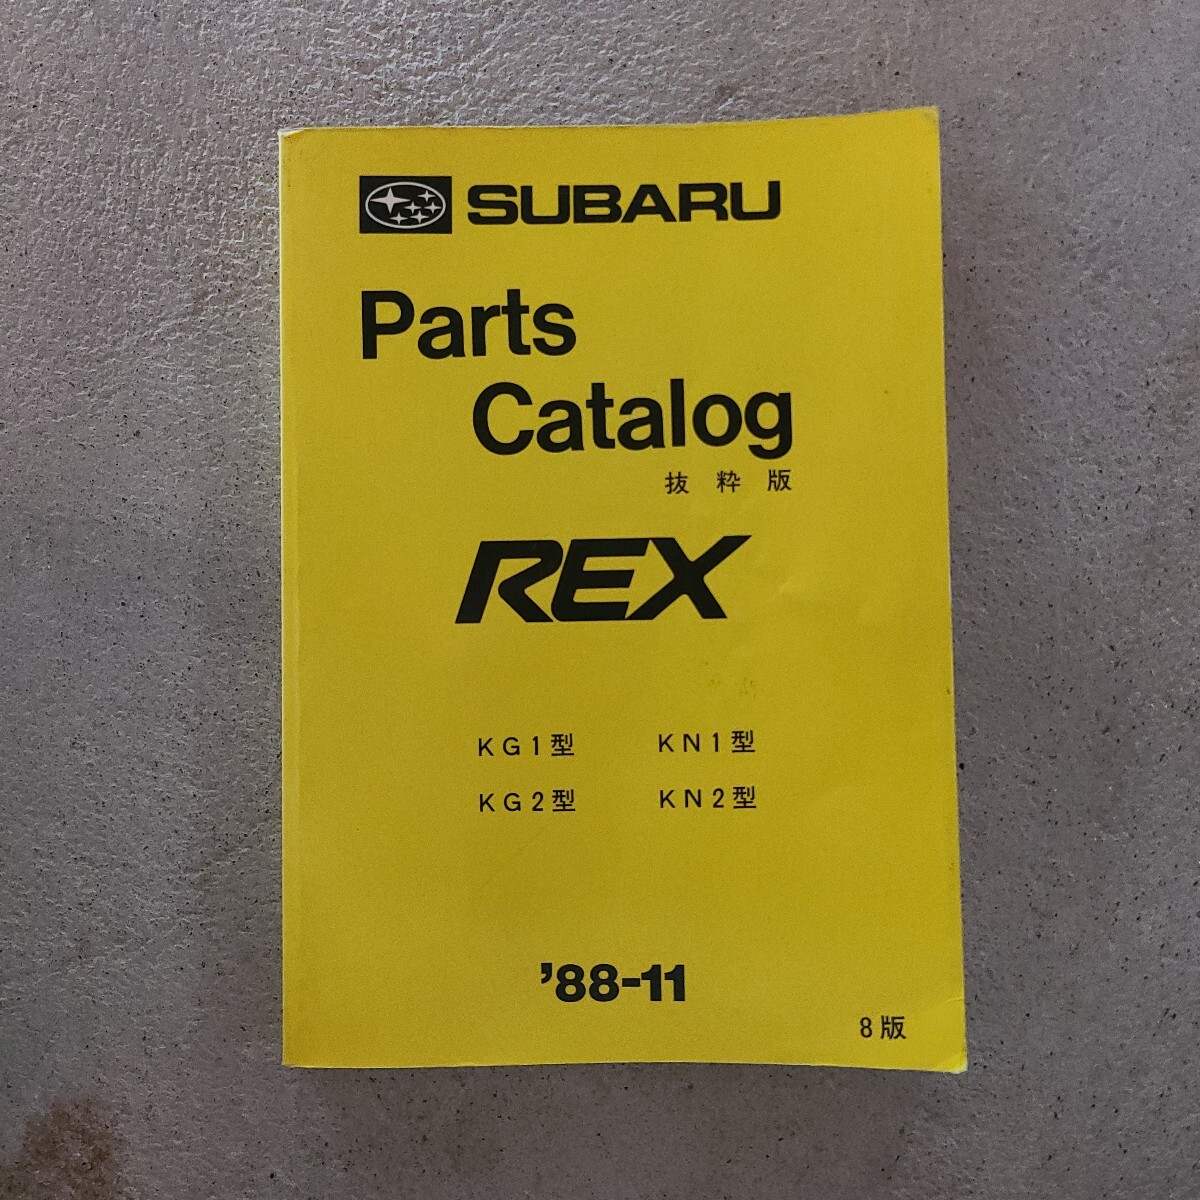 SUBARU
Parts
Catalog
抜粋版
REX
KG1型 KN1型
KG2型 KN2型
'88-11
8版